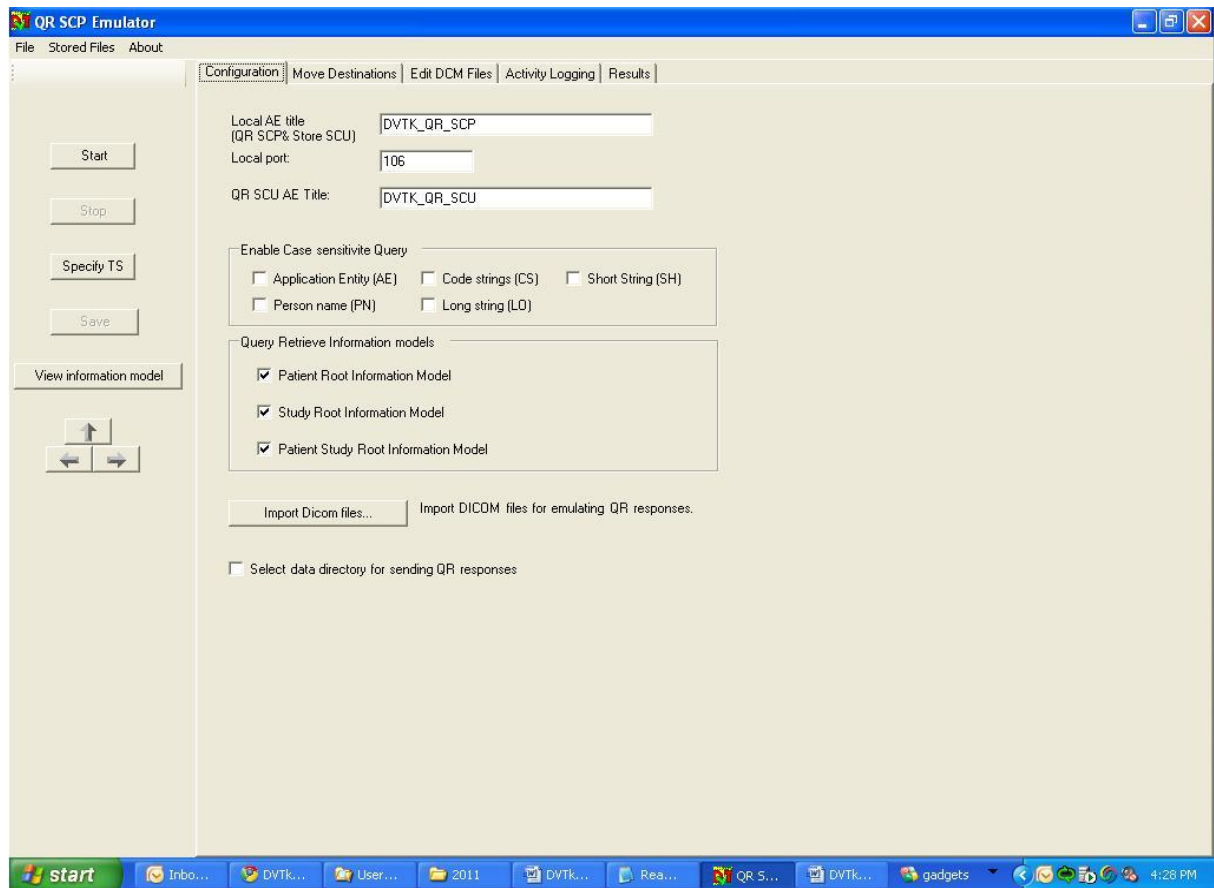 QR SCP Emulator
File Stored Files About
Configuration Move Destinations Edit DCM Files Activity Logging Results
Local AE title
(QR SCP& Store SCU)
DVTK_QR_SCP
Local port:
106
QR SCU AE Title:
DVTK_QR_SCU
Start
Stop
Specify TS
Save
View information model
Enable Case sensitivite Query
Application Entity (AE) Code strings (CS) Short String (SH)
Person name (PN) Long string (LO)
Query Retrieve Information models
Patient Root Information Model
Study Root Information Model
Patient Study Root Information Model
Import Dicom files... Import DICOM files for emulating QR responses.
Select data directory for sending QR responses
start Inbo... DVTk... User... 2011 DVTk... Rea... QR S... DVTk... gadgets 4:28 PM